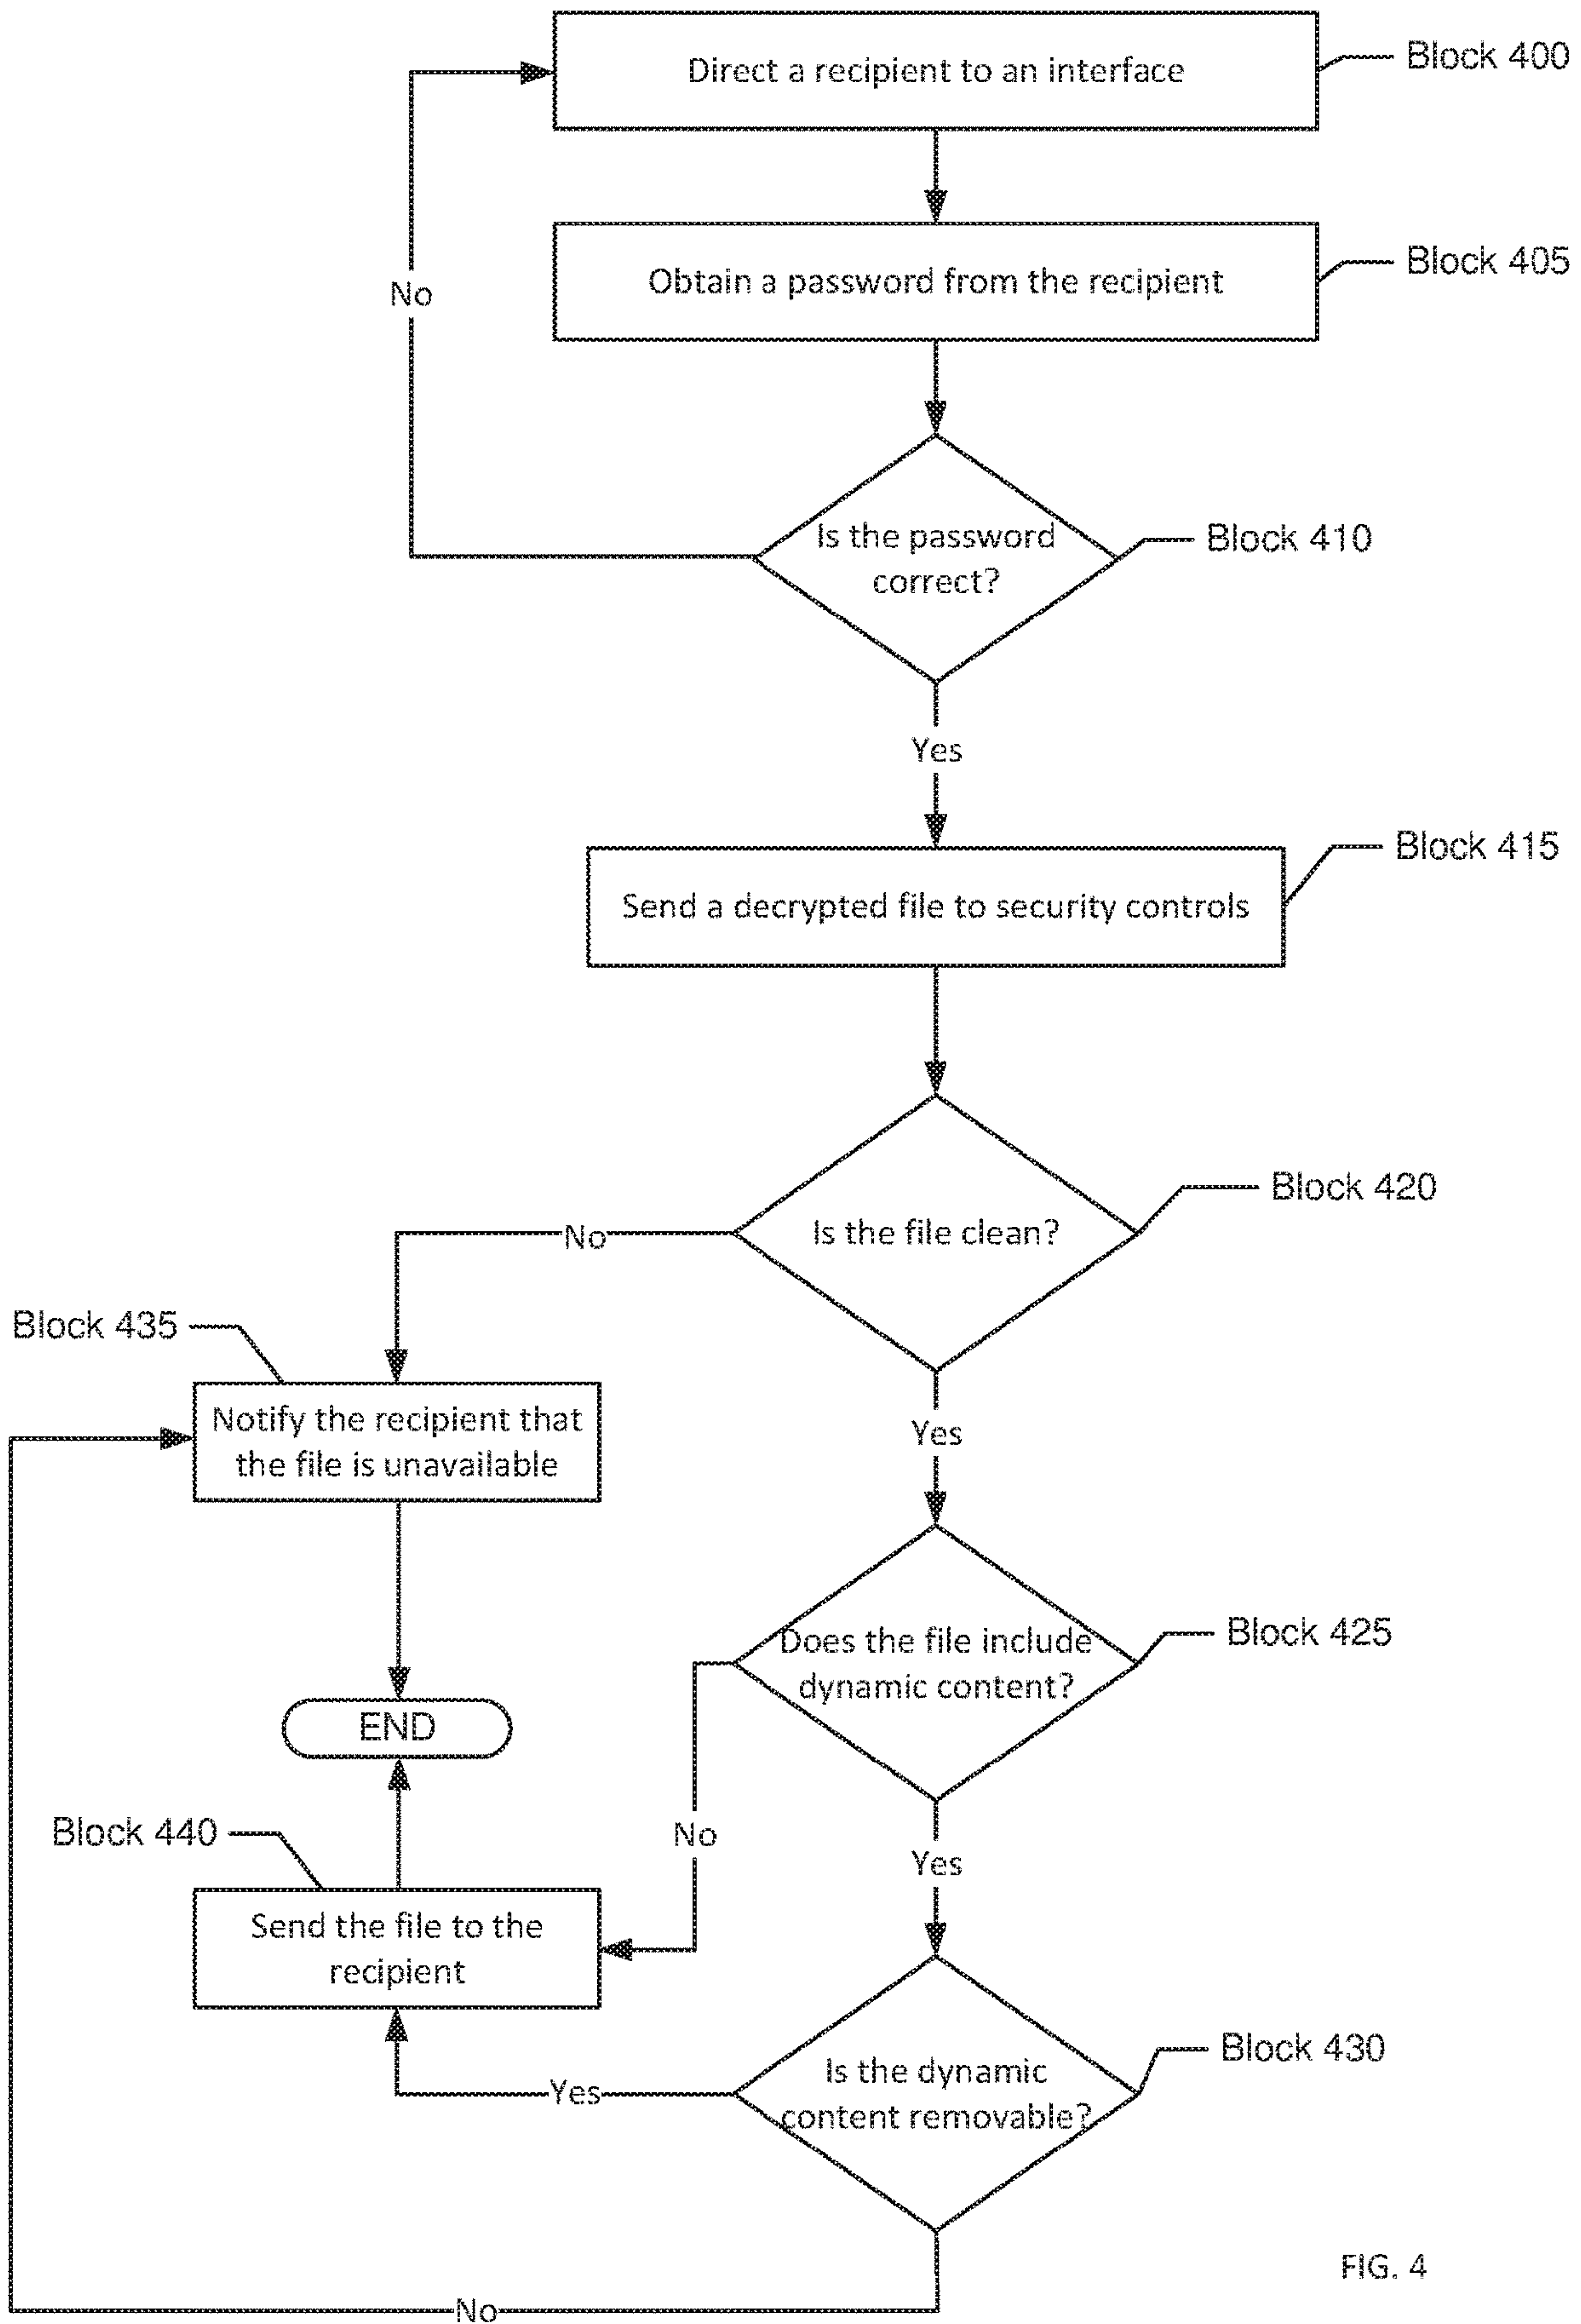 Direct a recipient to an interface
Block 400
Obtain a password from the recipient
Block 405
No
Is the password
correct?
Block 410
Yes
Send a decrypted file to security controls
Block 415
Is the file clean?
Block 420
No
Block 435
Notify the recipient that
the file is unavailable
Yes
Does the file include
dynamic content?
Block 425
END
No
Block 440
Send the file to the
recipient
Yes
Is the dynamic
content removable?
Block 430
Yes
No
FIG. 4